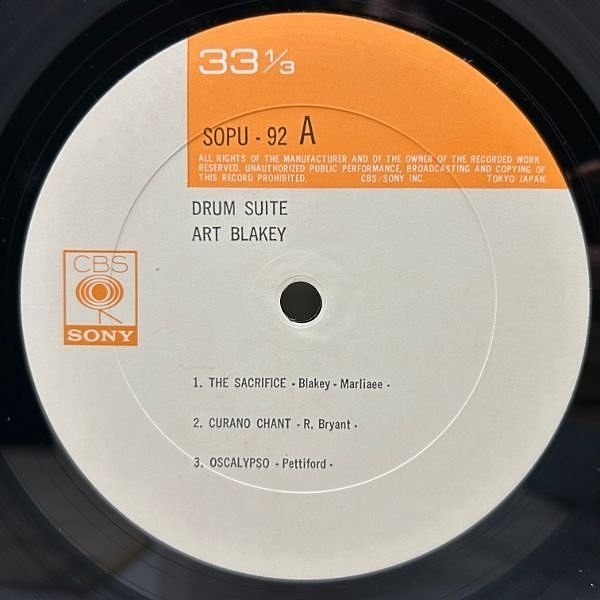 33 1/3
SOPU - 92 A
ALL RIGHTS OF THE MANUFACTURER AND OF THE OWNER OF THE RECORDED WORK
RESERVED. UNAUTHORIZED PUBLIC PERFORMANCE, BROADCASTING AND COPYING OF
THIS RECORD PROHIBITED. CBS/SONY INC. TOKYO JAPAN.
DRUM SUITE
ART BLAKEY
CBS
SONY
1. THE SACRIFICE - Blakey - Marliaee -
2. CURANO CHANT - R. Bryant -
3. OSCALYPSO - Pettiford -